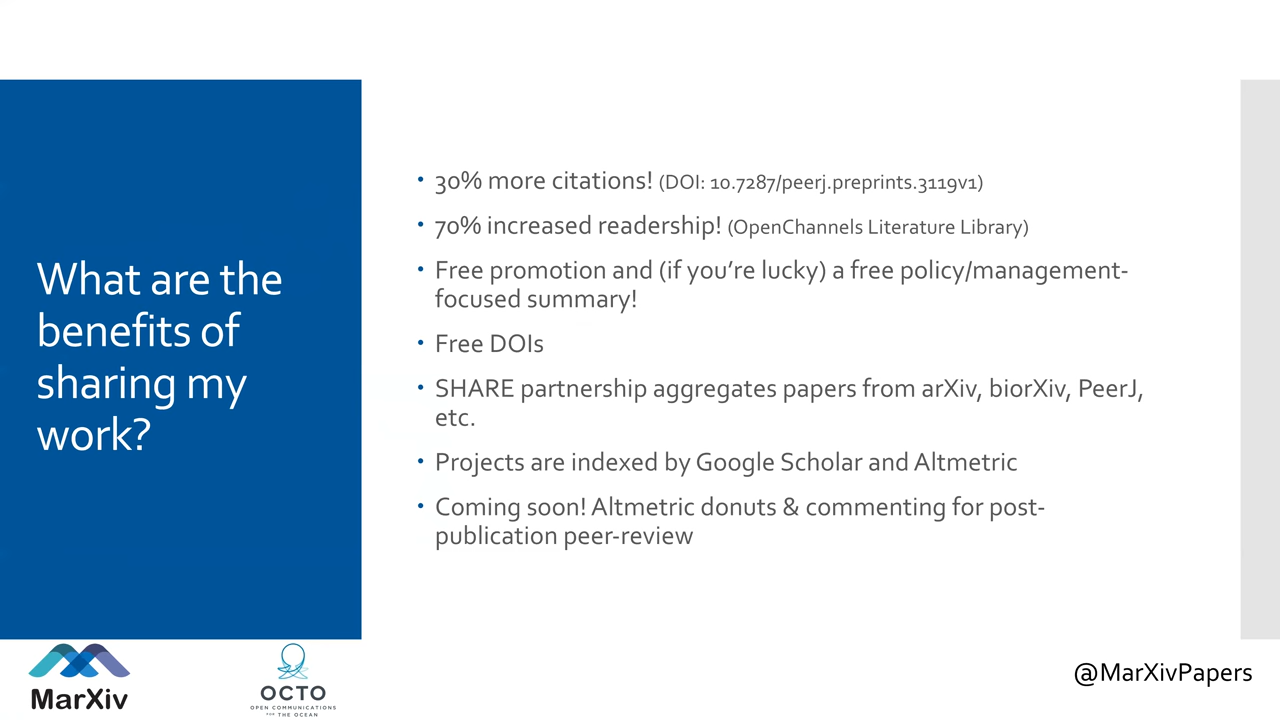 What are the
benefits of
sharing my
work?
• 30% more citations! (DOI: 10.7287/peerj.preprints.3119v1)
• 70% increased readership! (OpenChannels Literature Library)
• Free promotion and (if you're lucky) a free policy/management-
focused summary!
• Free DOIs
• SHARE partnership aggregates papers from arXiv, biorXiv, PeerJ,
etc.
• Projects are indexed by Google Scholar and Altmetric
• Coming soon! Altmetric donuts & commenting for post-
publication peer-review
MarXiv
OCTO
OPEN COMMUNICATIONS
FOR THE OCEAN
@MarXivPapers